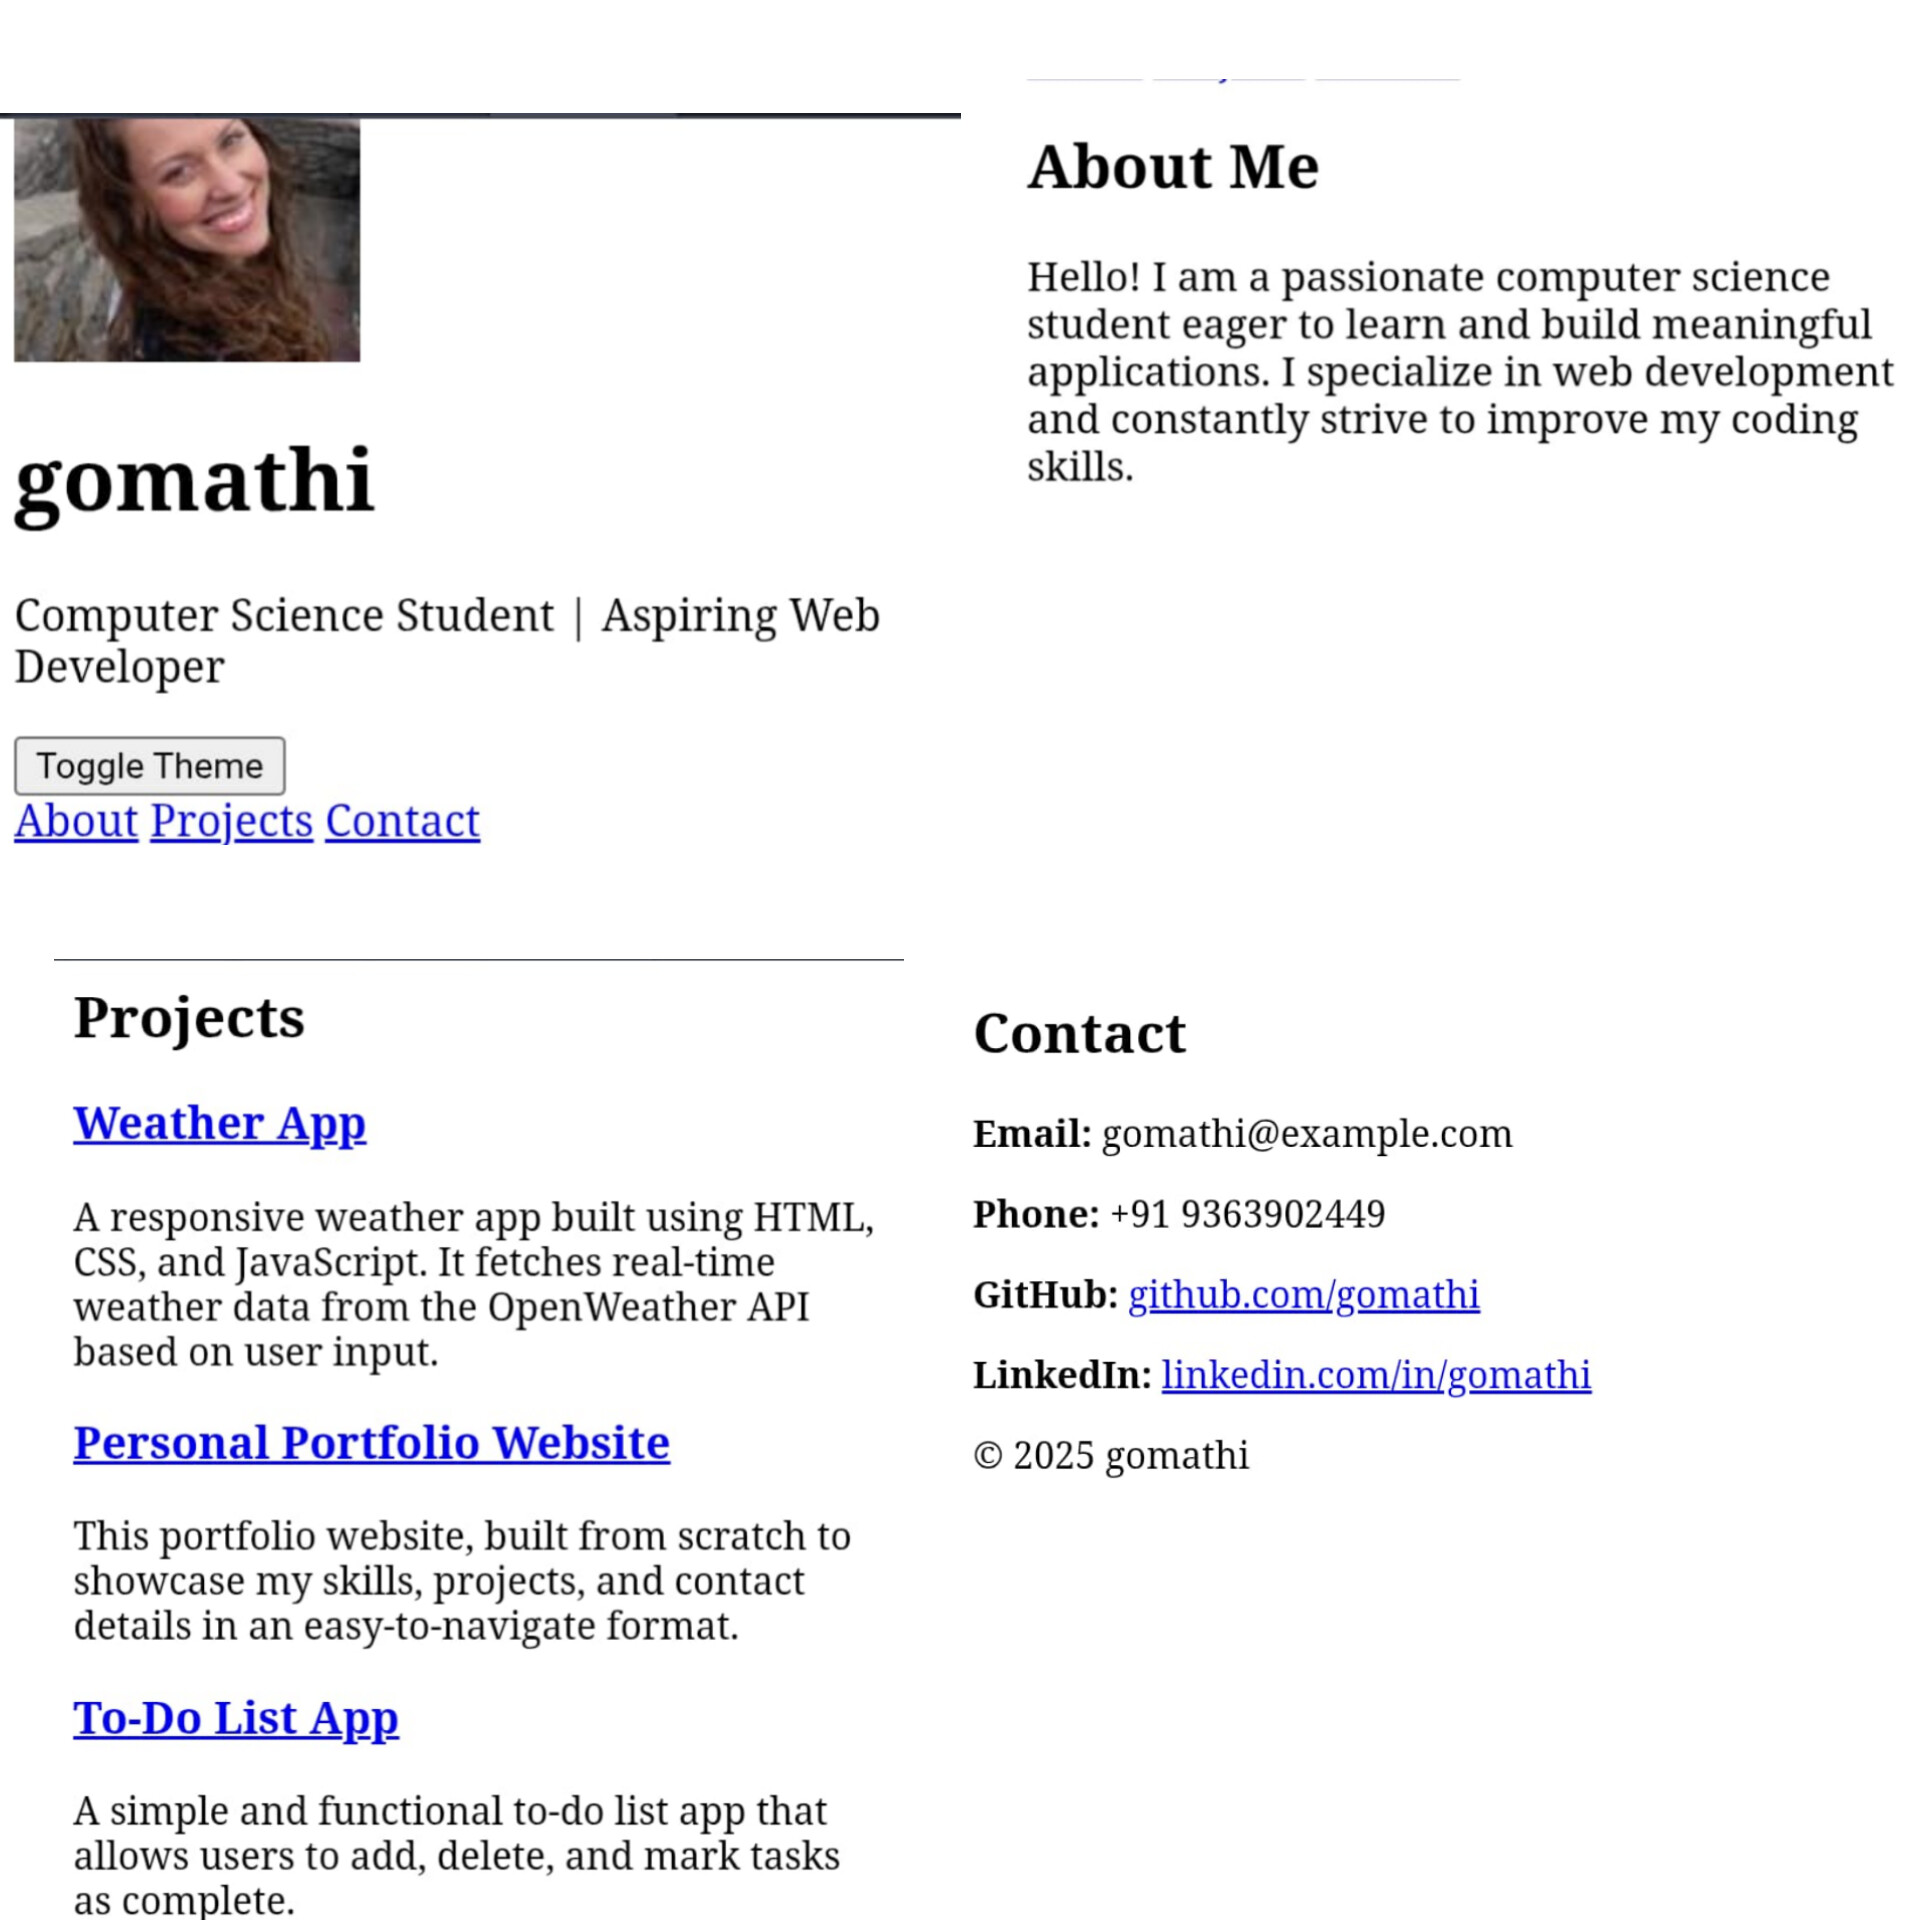 gomathi
Computer Science Student | Aspiring Web
Developer
Toggle Theme
About Projects Contact
About Me
Hello! I am a passionate computer science
student eager to learn and build meaningful
applications. I specialize in web development
and constantly strive to improve my coding
skills.
Projects
Weather App
A responsive weather app built using HTML,
CSS, and JavaScript. It fetches real-time
weather data from the OpenWeather API
based on user input.
Personal Portfolio Website
This portfolio website, built from scratch to
showcase my skills, projects, and contact
details in an easy-to-navigate format.
To-Do List App
A simple and functional to-do list app that
allows users to add, delete, and mark tasks
as complete.
Contact
Email: gomathi@example.com
Phone: +91 9363902449
GitHub: github.com/gomathi
LinkedIn: linkedin.com/in/gomathi
© 2025 gomathi